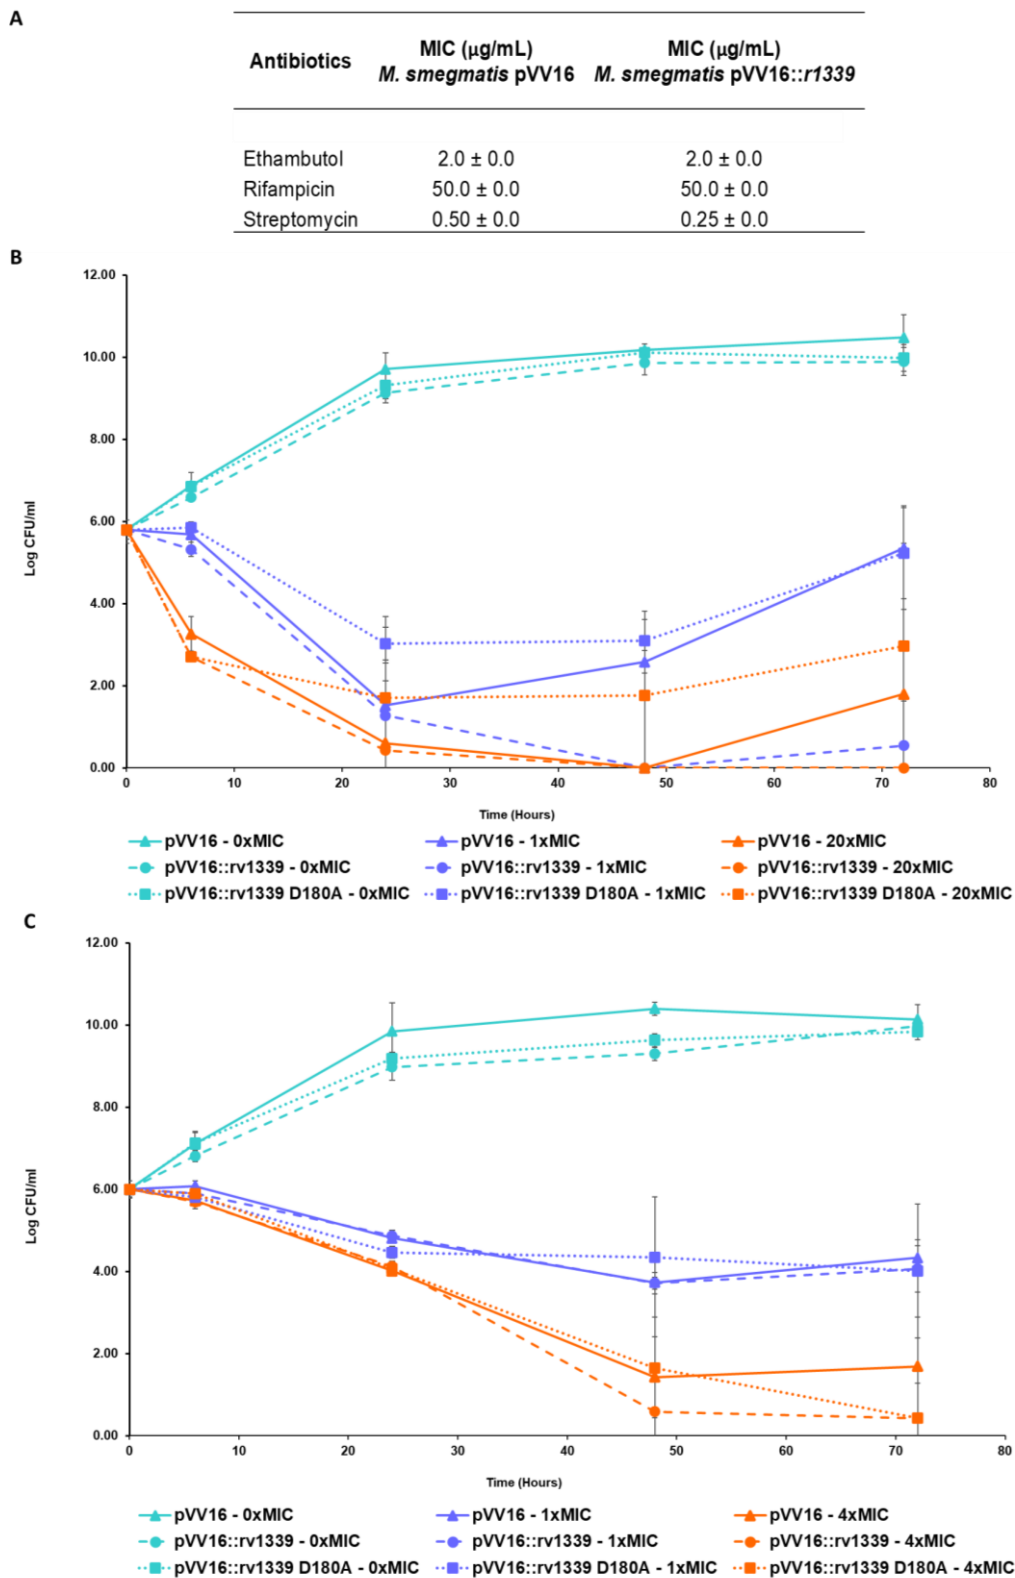 A
Antibiotics MIC (µg/mL) MIC (µg/mL)
M. smegmatis pVV16 M. smegmatis pVV16::r1339
Ethambutol 2.0 ± 0.0 2.0 ± 0.0
Rifampicin 50.0 ± 0.0 50.0 ± 0.0
Streptomycin 0.50 ± 0.0 0.25 ± 0.0
B
12.00
10.00
8.00
6.00
4.00
2.00
0.00
Log CFU/ml
0 10 20 30 40 50 60 70 80
Time (Hours)
pVV16 - 0xMIC pVV16 - 1xMIC pVV16 - 20xMIC
pVV16::rv1339 - 0xMIC pVV16::rv1339 - 1xMIC pVV16::rv1339 - 20xMIC
pVV16::rv1339 D180A - 0xMIC pVV16::rv1339 D180A - 1xMIC pVV16::rv1339 D180A - 20xMIC
C
12.00
10.00
8.00
6.00
4.00
2.00
0.00
Log CFU/ml
0 10 20 30 40 50 60 70 80
Time (Hours)
pVV16 - 0xMIC pVV16 - 1xMIC pVV16 - 4xMIC
pVV16::rv1339 - 0xMIC pVV16::rv1339 - 1xMIC pVV16::rv1339 - 4xMIC
pVV16::rv1339 D180A - 0xMIC pVV16::rv1339 D180A - 1xMIC pVV16::rv1339 D180A - 4xMIC